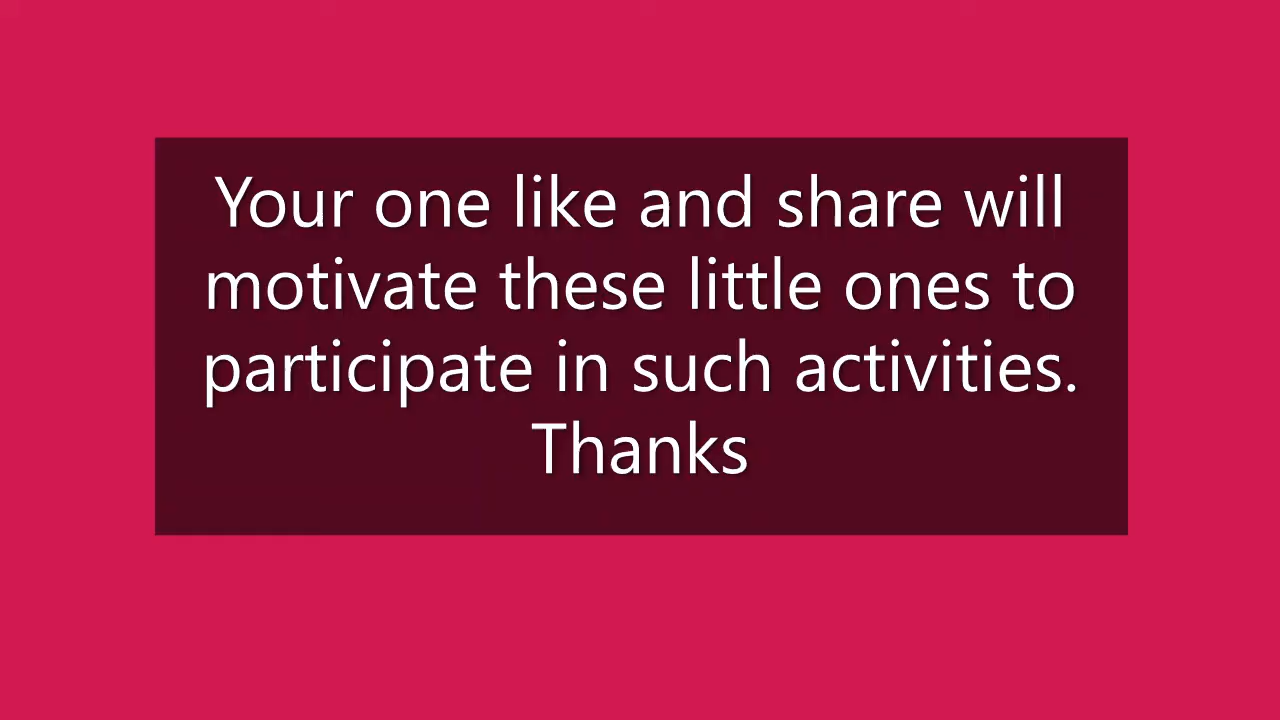 Your one like and share will
motivate these little ones to
participate in such activities.
Thanks